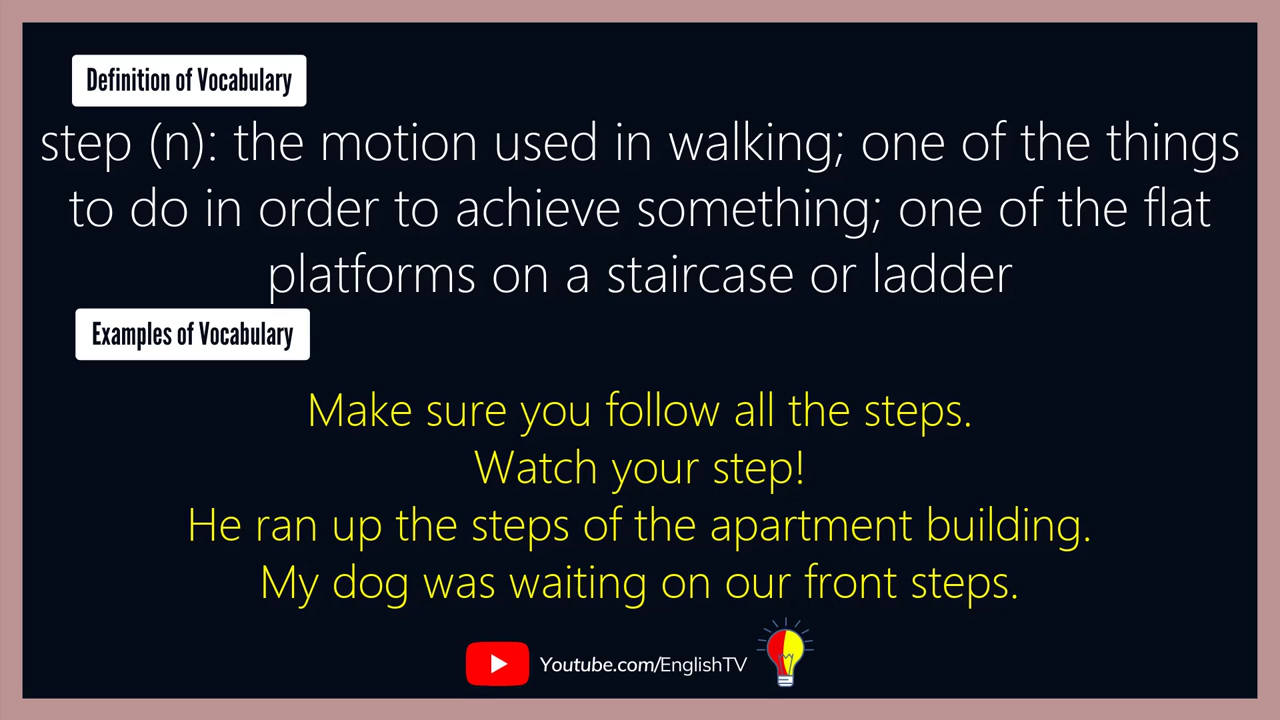 Definition of Vocabulary
step (n): the motion used in walking; one of the things
to do in order to achieve something; one of the flat
platforms on a staircase or ladder
Examples of Vocabulary
Make sure you follow all the steps.
Watch your step!
He ran up the steps of the apartment building.
My dog was waiting on our front steps.
Youtube.com/EnglishTV